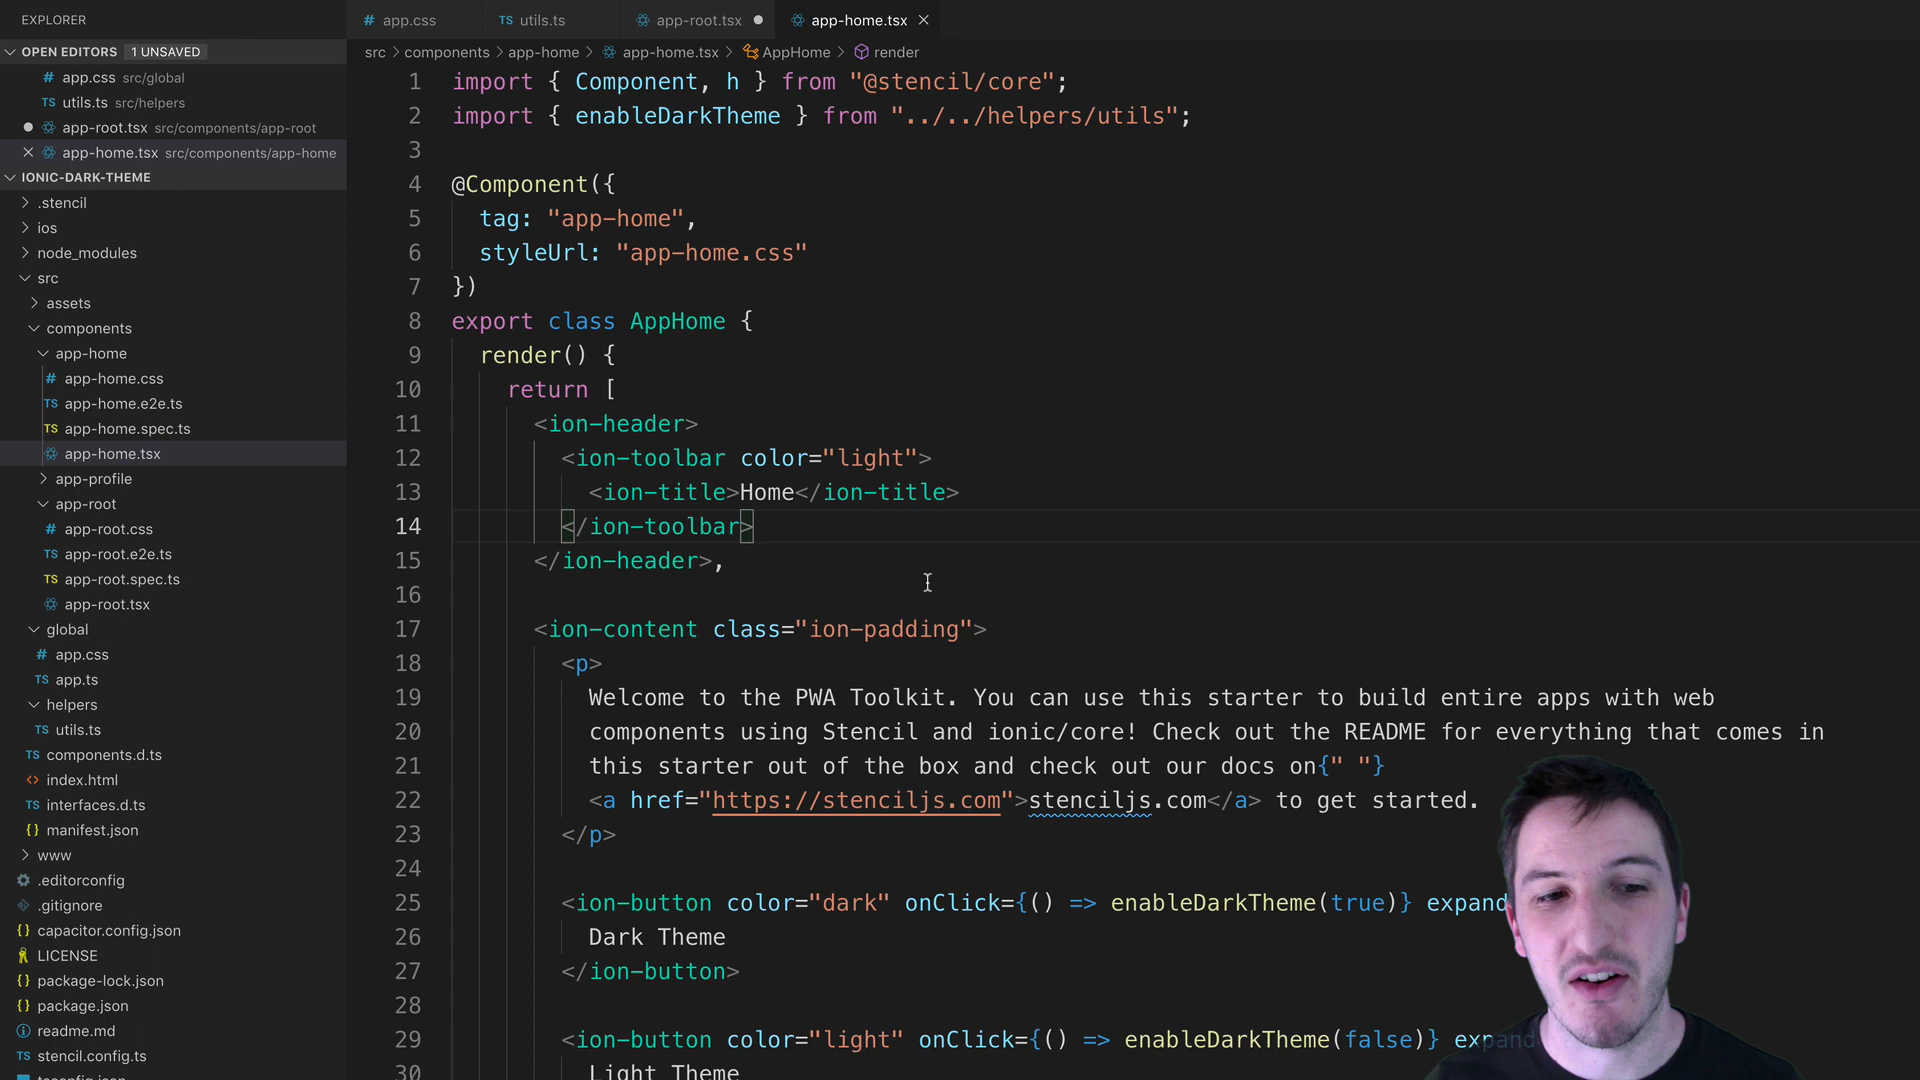 EXPLORER
OPEN EDITORS 1 UNSAVED
app.css src/global
utils.ts src/helpers
app-root.tsx src/components/app-root
app-home.tsx src/components/app-home
IONIC-DARK-THEME
.stencil
ios
node_modules
src
assets
components
app-home
app-home.css
app-home.e2e.ts
app-home.spec.ts
app-home.tsx
app-profile
app-root
app-root.css
app-root.e2e.ts
app-root.spec.ts
app-root.tsx
global
app.css
app.ts
helpers
utils.ts
components.d.ts
index.html
interfaces.d.ts
manifest.json
www
.editorconfig
.gitignore
capacitor.config.json
LICENSE
package-lock.json
package.json
readme.md
stencil.config.ts
app.css
TS utils.ts
app-root.tsx
app-home.tsx
src > components > app-home > app-home.tsx > AppHome > render
1 import { Component, h } from "@stencil/core";
2 import { enableDarkTheme } from "../../helpers/utils";
3
4 @Component({
5 tag: "app-home",
6 styleUrl: "app-home.css"
7 })
8 export class AppHome {
9 render() {
10 return [
11 <ion-header>
12 <ion-toolbar color="light">
13 <ion-title>Home</ion-title>
14 </ion-toolbar>
15 </ion-header>,
16
17 <ion-content class="ion-padding">
18 <p>
19 Welcome to the PWA Toolkit. You can use this starter to build entire apps with web
20 components using Stencil and ionic/core! Check out the README for everything that comes in
21 this starter out of the box and check out our docs on{" "}
22 <a href="https://stenciljs.com">stenciljs.com</a> to get started.
23 </p>
24
25 <ion-button color="dark" onClick={() => enableDarkTheme(true)} expand
26 Dark Theme
27 </ion-button>
28
29 <ion-button color="light" onClick={() => enableDarkTheme(false)} expand
30 Light Theme